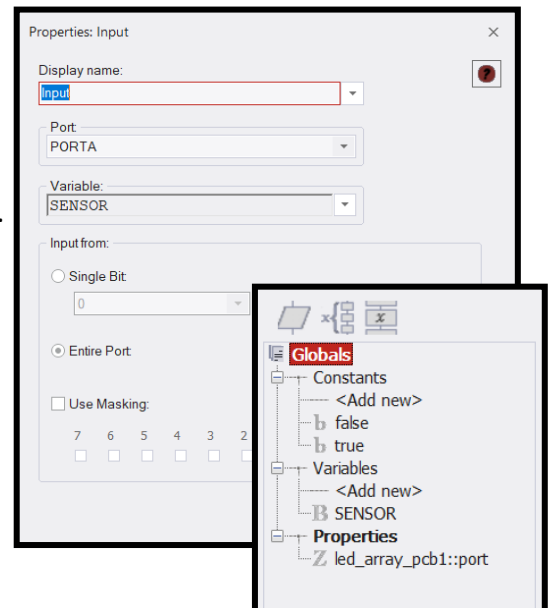 Properties: Input
Display name:
Input
Port:
PORTA
Variable:
SENSOR
Input from:
Single Bit:
0
Entire Port:
Use Masking:
7 6 5 4 3 2
Globals
Constants
<Add new>
false
true
Variables
<Add new>
SENSOR
Properties
led_array_pcb1::port